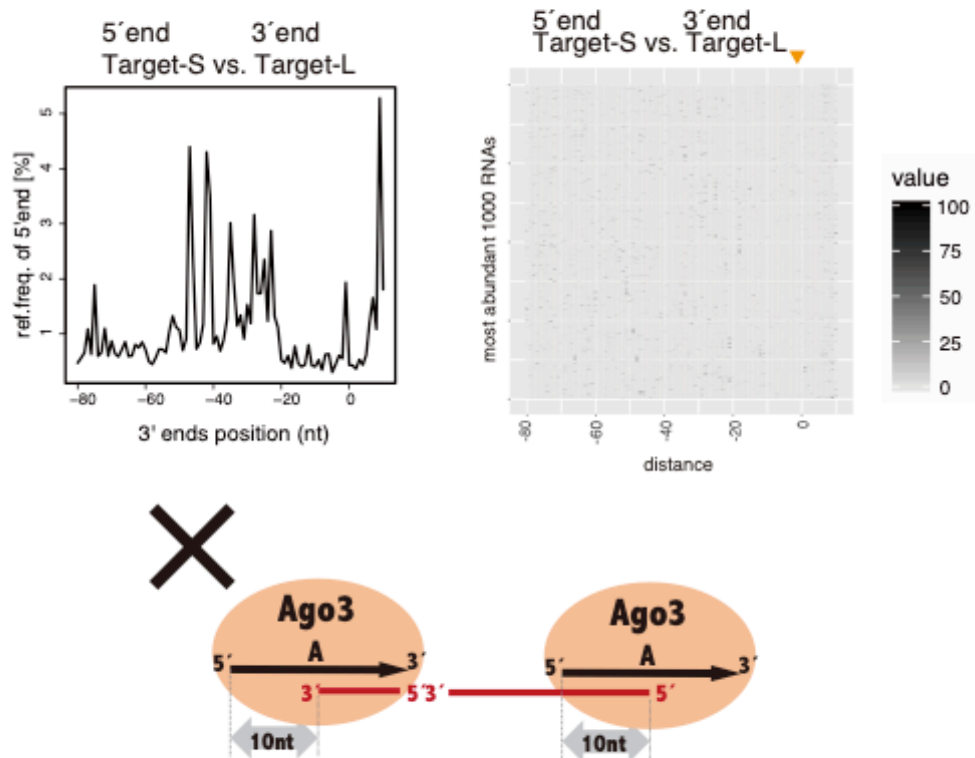 5´end 3´end
Target-S vs. Target-L
ref.freq. of 5'end [%]
5
4
3
2
1
−80 −60 −40 −20 0
3' ends position (nt)
5´end 3´end
Target-S vs. Target-L
most abundant 1000 RNAs
-80 -60 -40 -20 0
distance
value
100
75
50
25
0
Ago3
A
5´ 3´
3´ 5´
10nt
Ago3
A
5´ 3´
3´ 5´
10nt